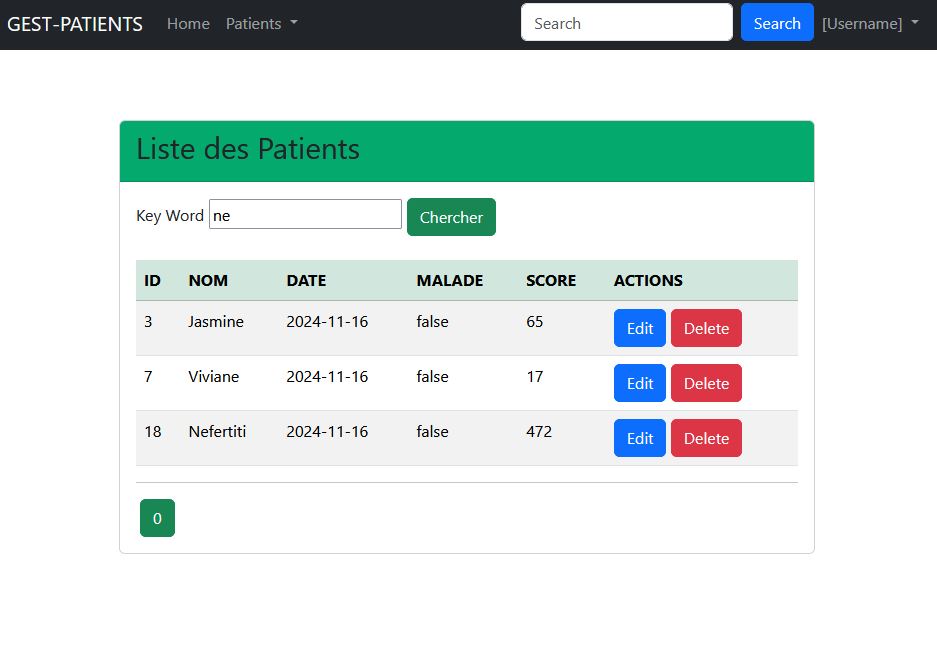 GEST-PATIENTS Home Patients Search Search [Username]
Liste des Patients
Key Word ne Chercher
ID NOM DATE MALADE SCORE ACTIONS
3 Jasmine 2024-11-16 false 65 Edit Delete
7 Viviane 2024-11-16 false 17 Edit Delete
18 Nefertiti 2024-11-16 false 472 Edit Delete
0